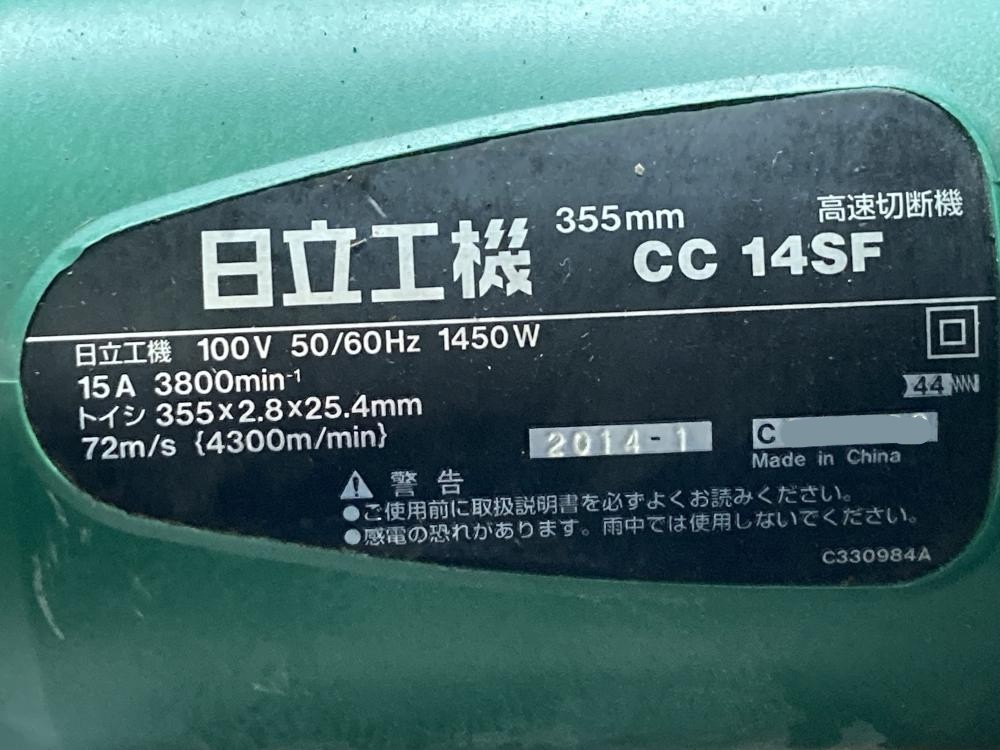 355mm 高速切断機
日立工機 CC 14SF
日立工機 100V 50/60Hz 1450W
15A 3800min⁻¹
44
トイシ 355×2.8×25.4mm
72m/s {4300m/min} 2014-1 C
Made in China
警告
●ご使用前に取扱説明書を必ずよくお読みください。
●感電の恐れがあります。雨中では使用しないでください。
C330984A